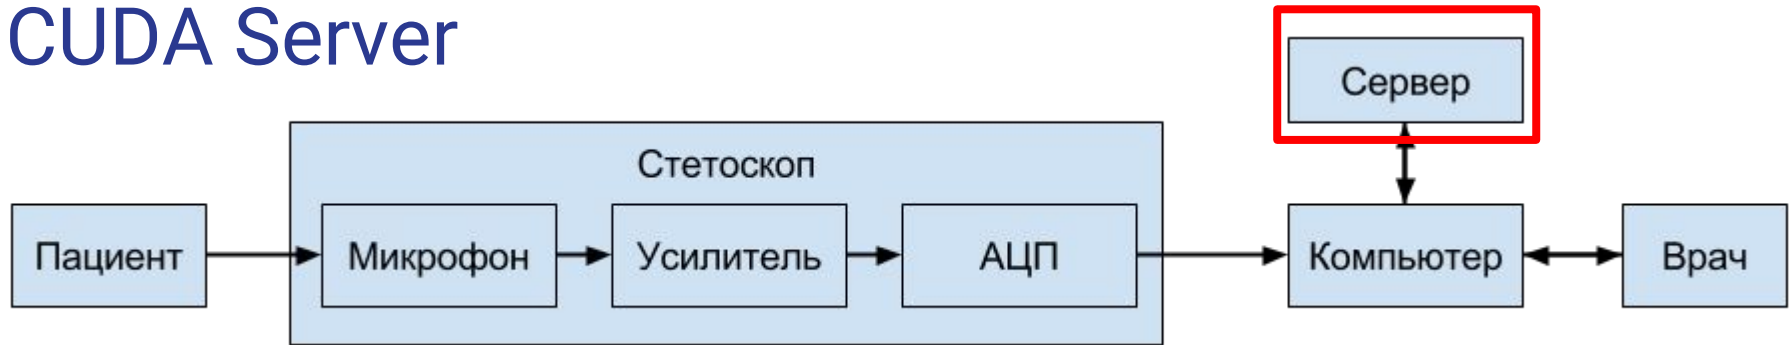 CUDA Server
Сервер
Стетоскоп
Пациент
Микрофон
Усилитель
АЦП
Компьютер
Врач